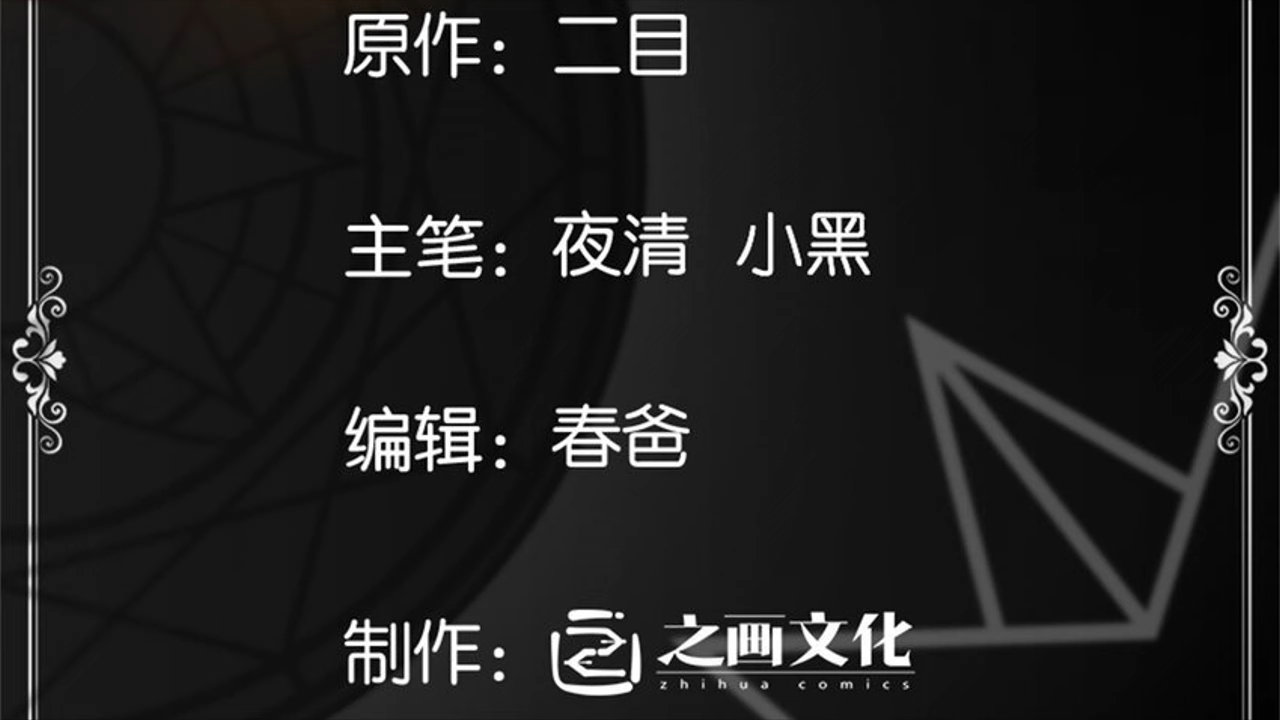 原作：二目
主笔：夜清 小黑
编辑：春爸
制作：之画文化
zhihua comics